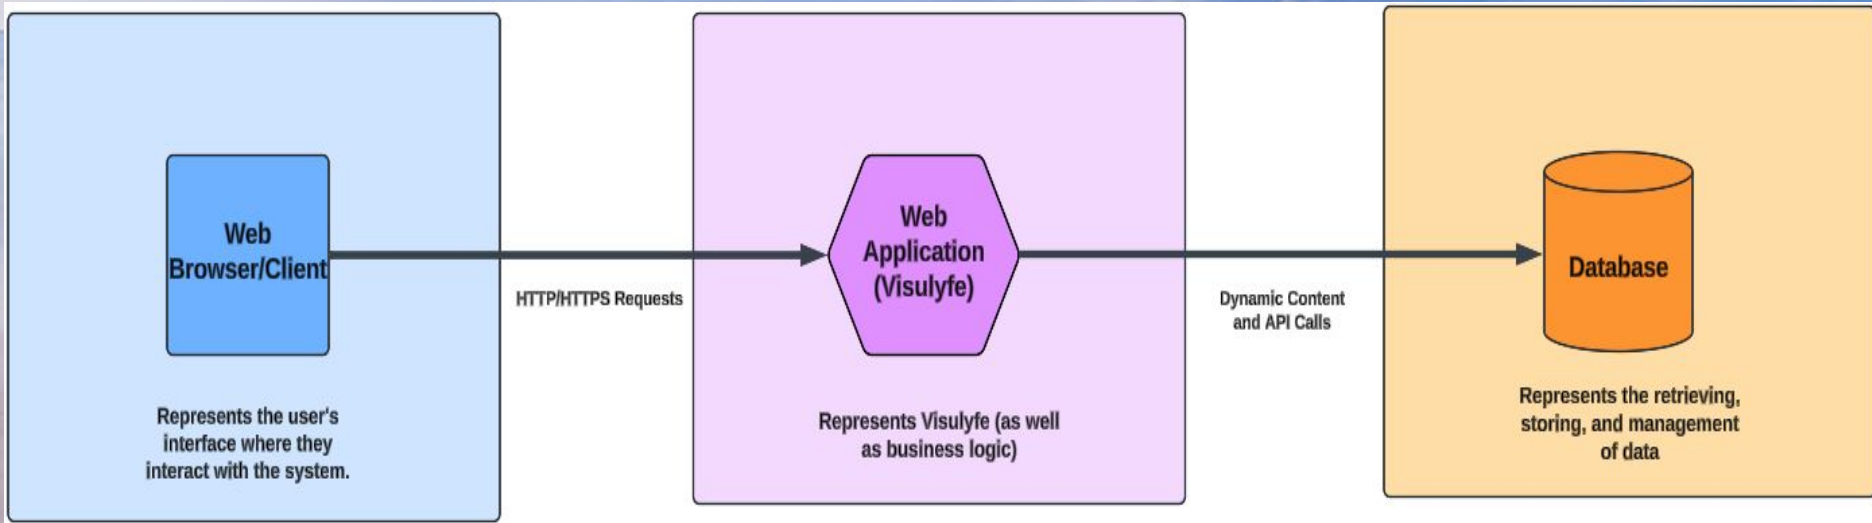 Web
Browser/Client
Represents the user's
interface where they
interact with the system.
HTTP/HTTPS Requests
Web
Application
(Visulyfe)
Represents Visulyfe (as well
as business logic)
Dynamic Content
and API Calls
Database
Represents the retrieving,
storing, and management
of data